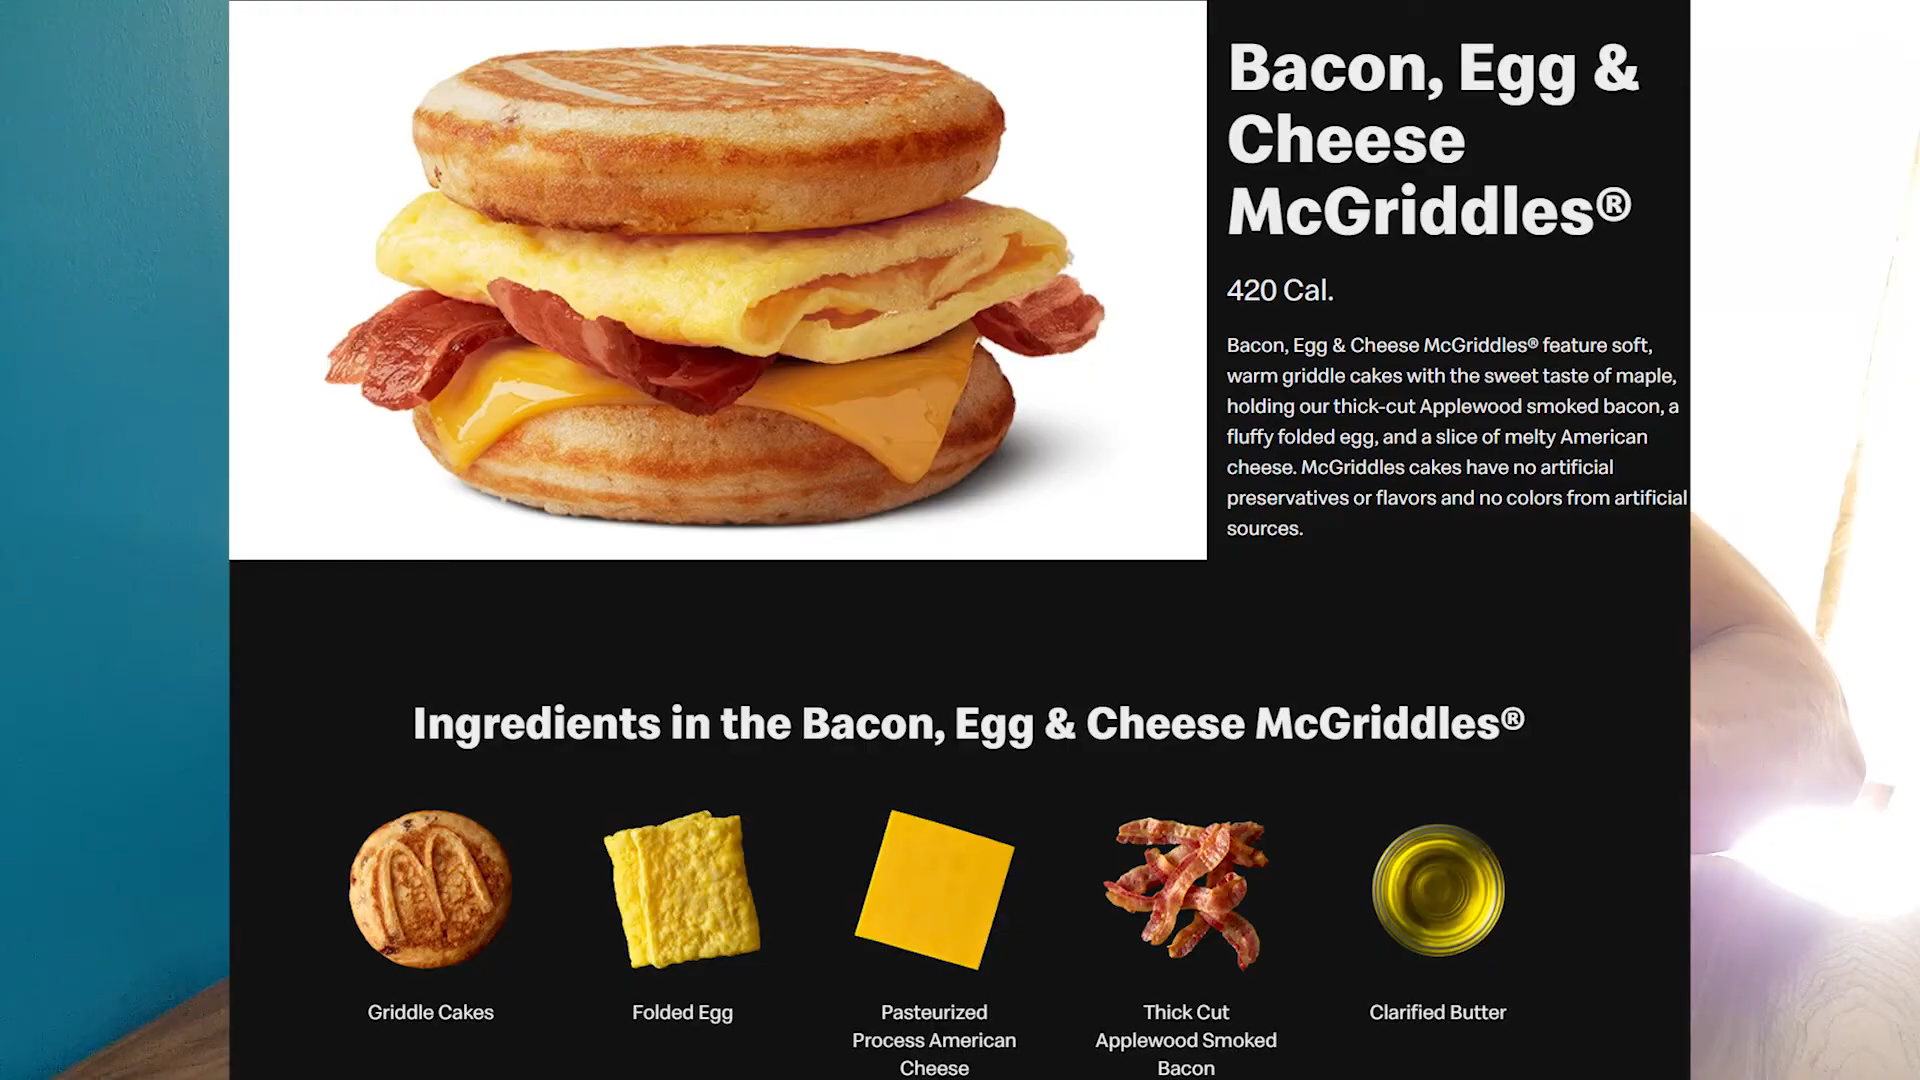 Bacon, Egg &
Cheese
McGriddles®
420 Cal.
Bacon, Egg & Cheese McGriddles® feature soft,
warm griddle cakes with the sweet taste of maple,
holding our thick-cut Applewood smoked bacon, a
fluffy folded egg, and a slice of melty American
cheese. McGriddles cakes have no artificial
preservatives or flavors and no colors from artificial
sources.
Ingredients in the Bacon, Egg & Cheese McGriddles®
Griddle Cakes
Folded Egg
Pasteurized
Process American
Cheese
Thick Cut
Applewood Smoked
Bacon
Clarified Butter